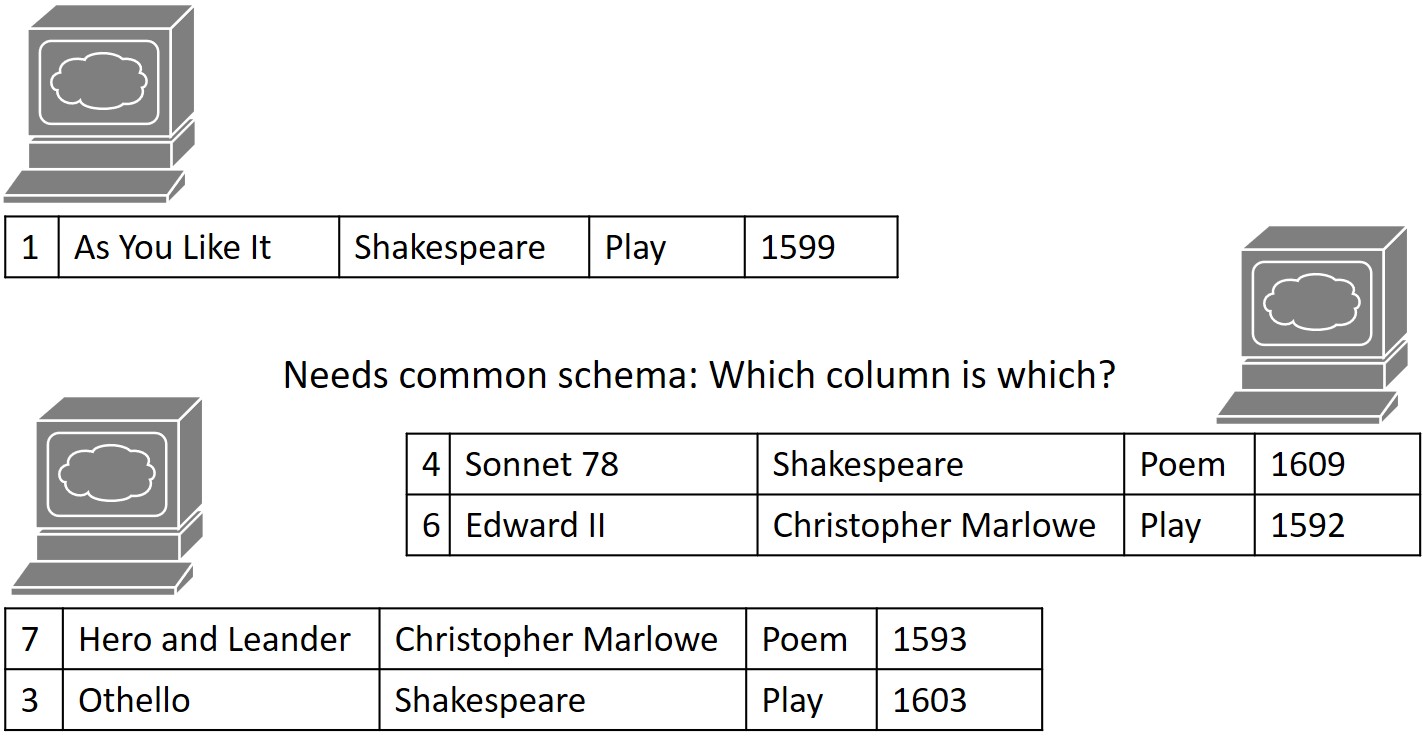 1 As You Like It Shakespeare Play 1599
Needs common schema: Which column is which?
4 Sonnet 78 Shakespeare Poem 1609
6 Edward II Christopher Marlowe Play 1592
7 Hero and Leander Christopher Marlowe Poem 1593
3 Othello Shakespeare Play 1603